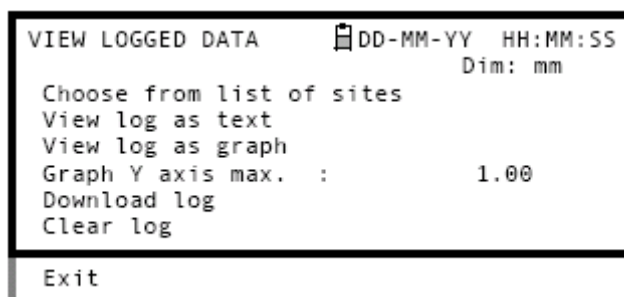 VIEW LOGGED DATA DD-MM-YY HH:MM:SS
Dim: mm
Choose from list of sites
View log as text
View log as graph
Graph Y axis max. : 1.00
Download log
Clear log
Exit